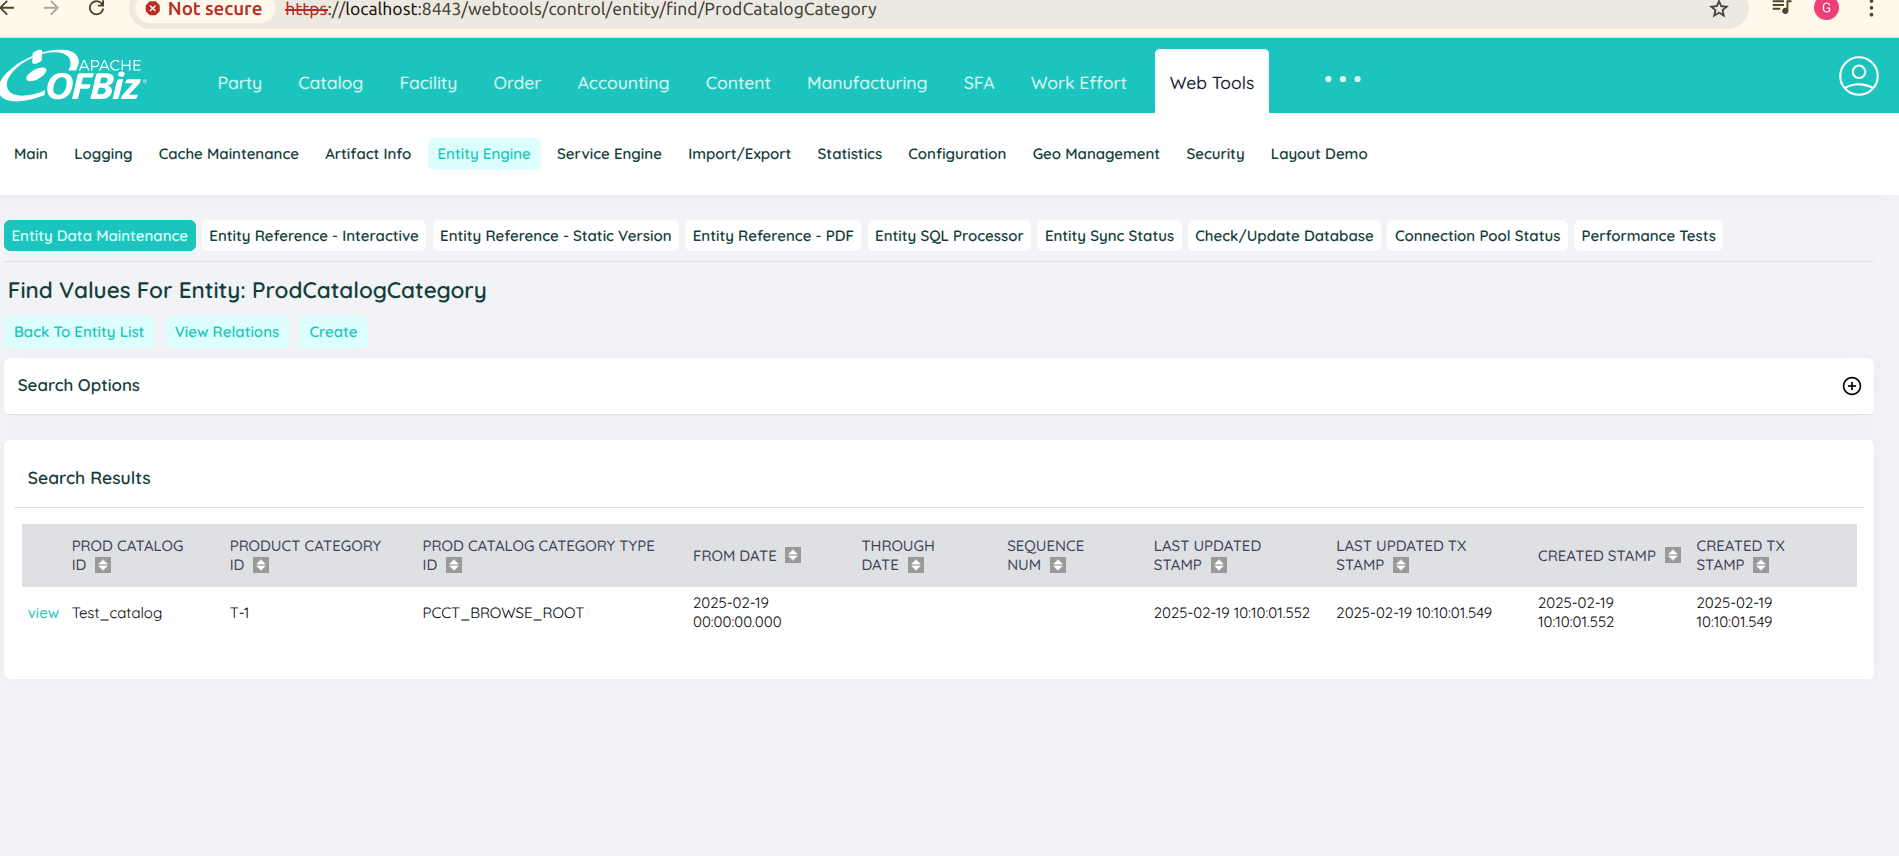 Not secure https://localhost:8443/webtools/control/entity/find/ProdCatalogCategory G
APACHE OFBiz Party Catalog Facility Order Accounting Content Manufacturing SFA Work Effort Web Tools
Main Logging Cache Maintenance Artifact Info Entity Engine Service Engine Import/Export Statistics Configuration Geo Management Security Layout Demo
Entity Data Maintenance Entity Reference - Interactive Entity Reference - Static Version Entity Reference - PDF Entity SQL Processor Entity Sync Status Check/Update Database Connection Pool Status Performance Tests
Find Values For Entity: ProdCatalogCategory
Back To Entity List View Relations Create
Search Options
Search Results
PROD CATALOG ID PRODUCT CATEGORY ID PROD CATALOG CATEGORY TYPE ID FROM DATE THROUGH DATE SEQUENCE NUM LAST UPDATED STAMP LAST UPDATED TX STAMP CREATED STAMP CREATED TX STAMP
view Test_catalog T-1 PCCT_BROWSE_ROOT 2025-02-19 00:00:00.000 2025-02-19 10:10:01.552 2025-02-19 10:10:01.549 2025-02-19 10:10:01.552 2025-02-19 10:10:01.549